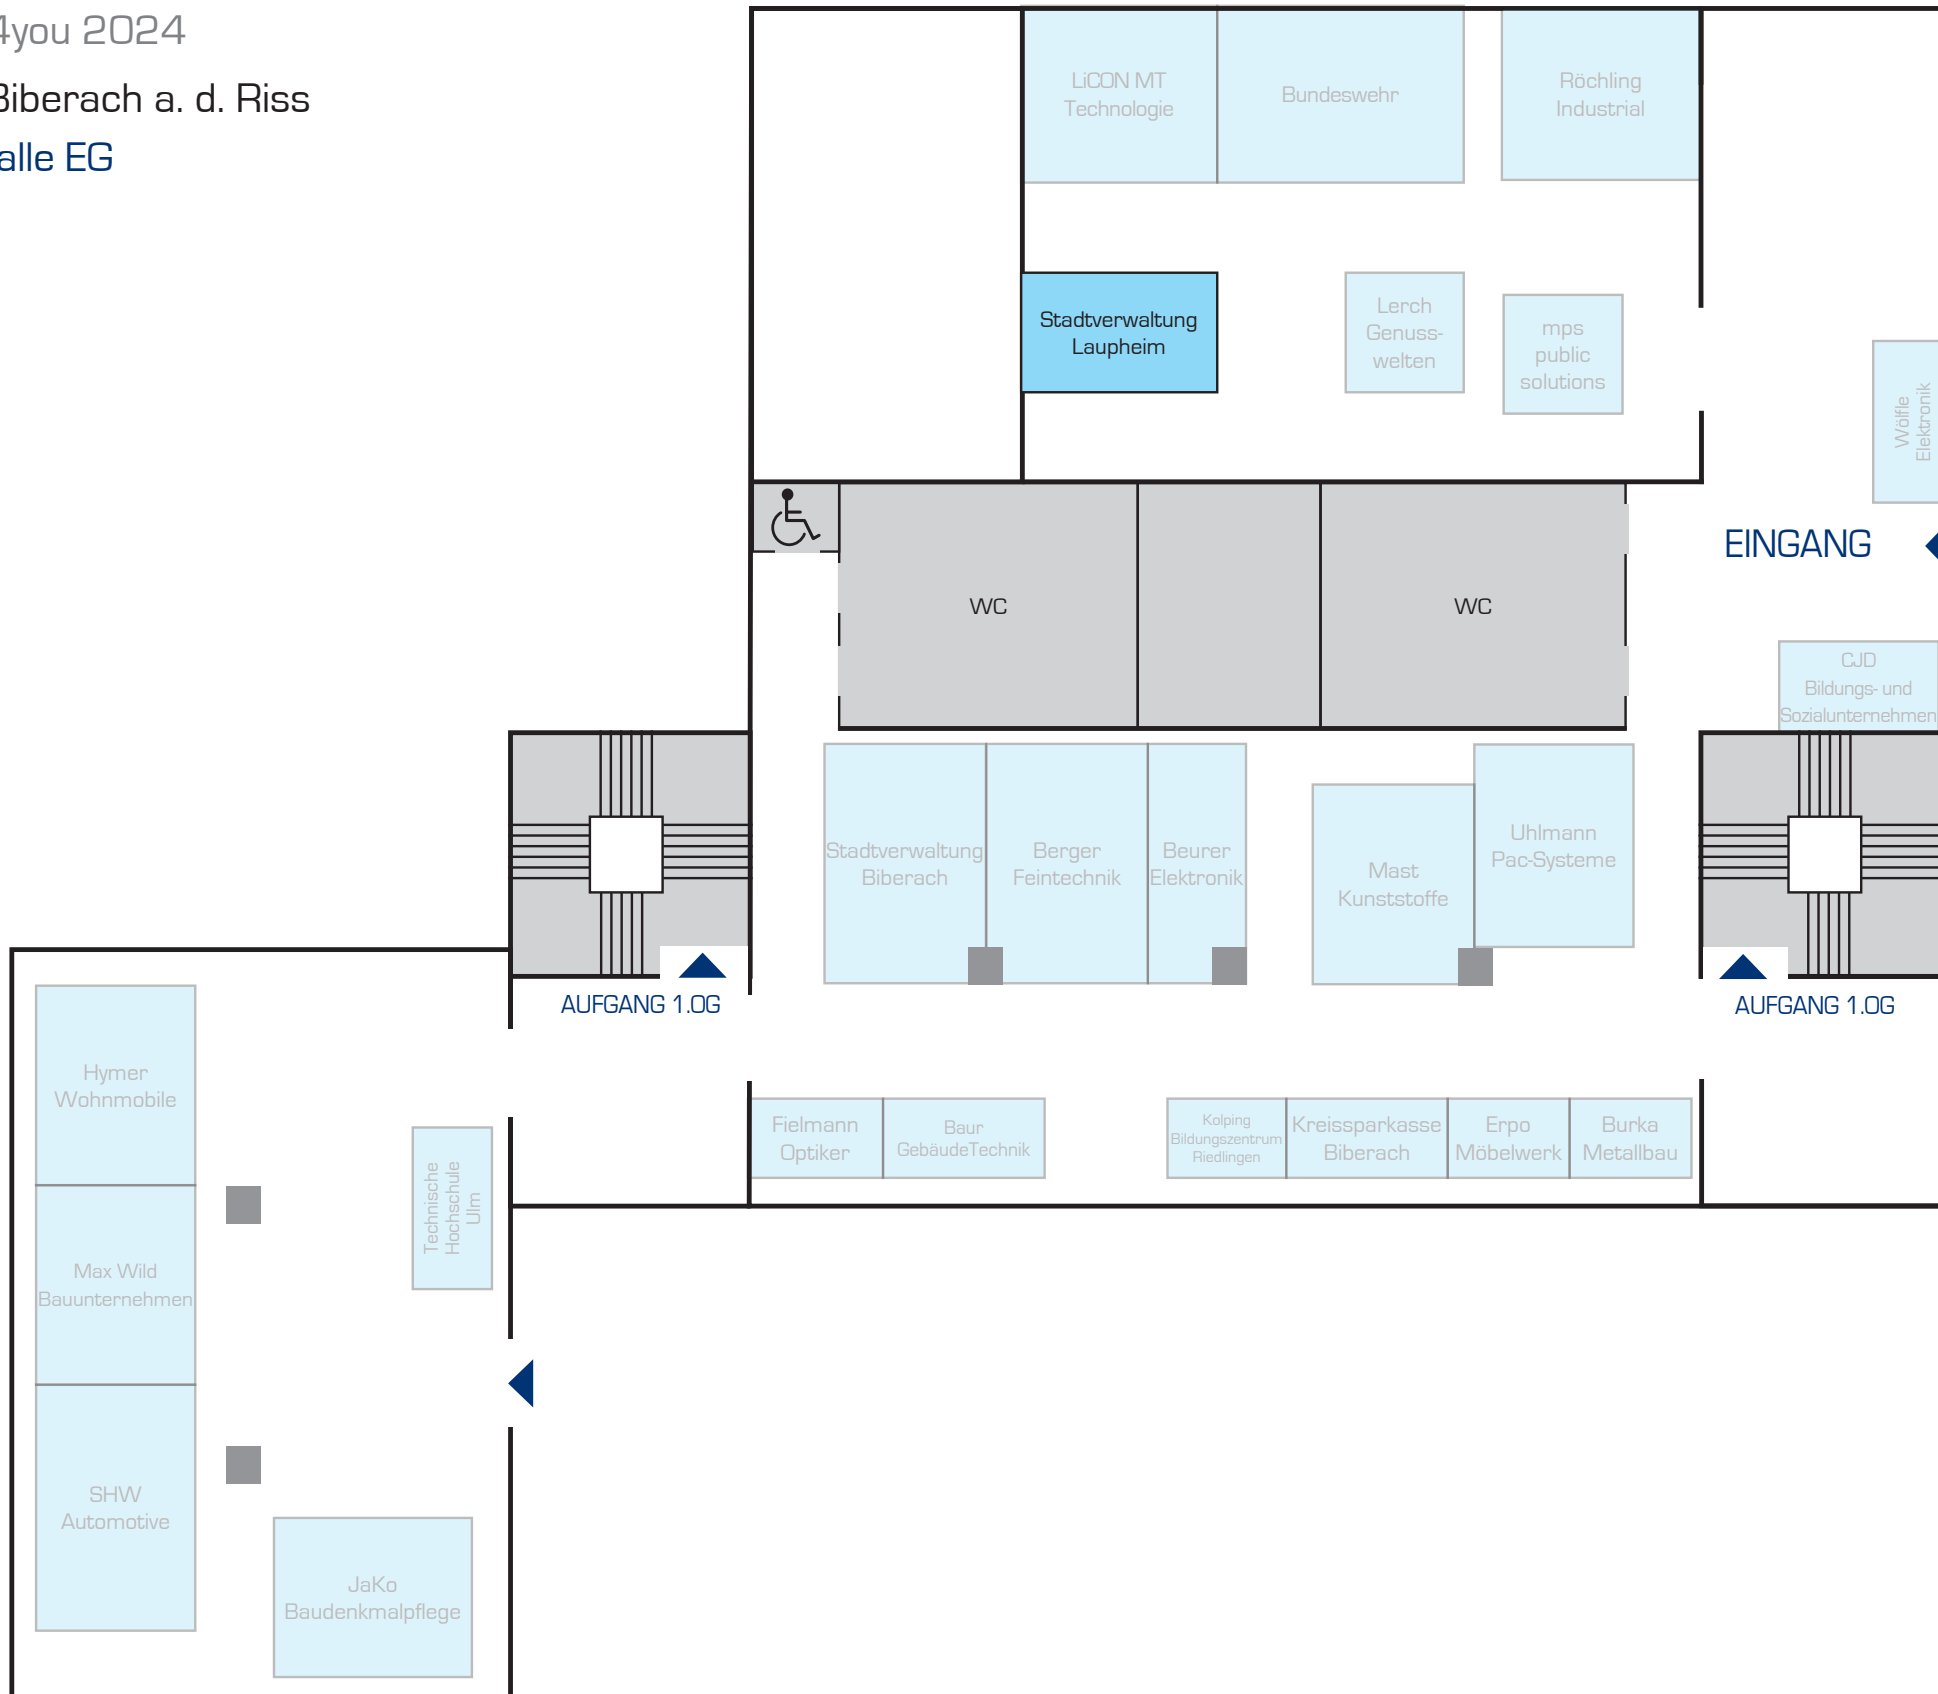 4you 2024
Biberach a. d. Riss
alle EG
LiCON MT
Technologie
Bundeswehr
Röchling
Industrial
Stadtverwaltung
Laupheim
Lerch
Genuss-
welten
mps
public
solutions
Wölfle
Elektronik
EINGANG
WC
WC
CJD
Bildungs- und
Sozialunternehmen
Stadtverwaltung
Biberach
Berger
Feintechnik
Beurer
Elektronik
Mast
Kunststoffe
Uhlmann
Pac-Systeme
AUFGANG 1.OG
AUFGANG 1.OG
Hymer
Wohnmobile
Technische
Hochschule
Ulm
Fielmann
Optiker
Baur
GebäudeTechnik
Kolping
Bildungszentrum
Riedlingen
Kreissparkasse
Biberach
Erpo
Möbelwerk
Burka
Metallbau
Max Wild
Bauunternehmen
SHW
Automotive
JaKo
Baudenkmalpflege